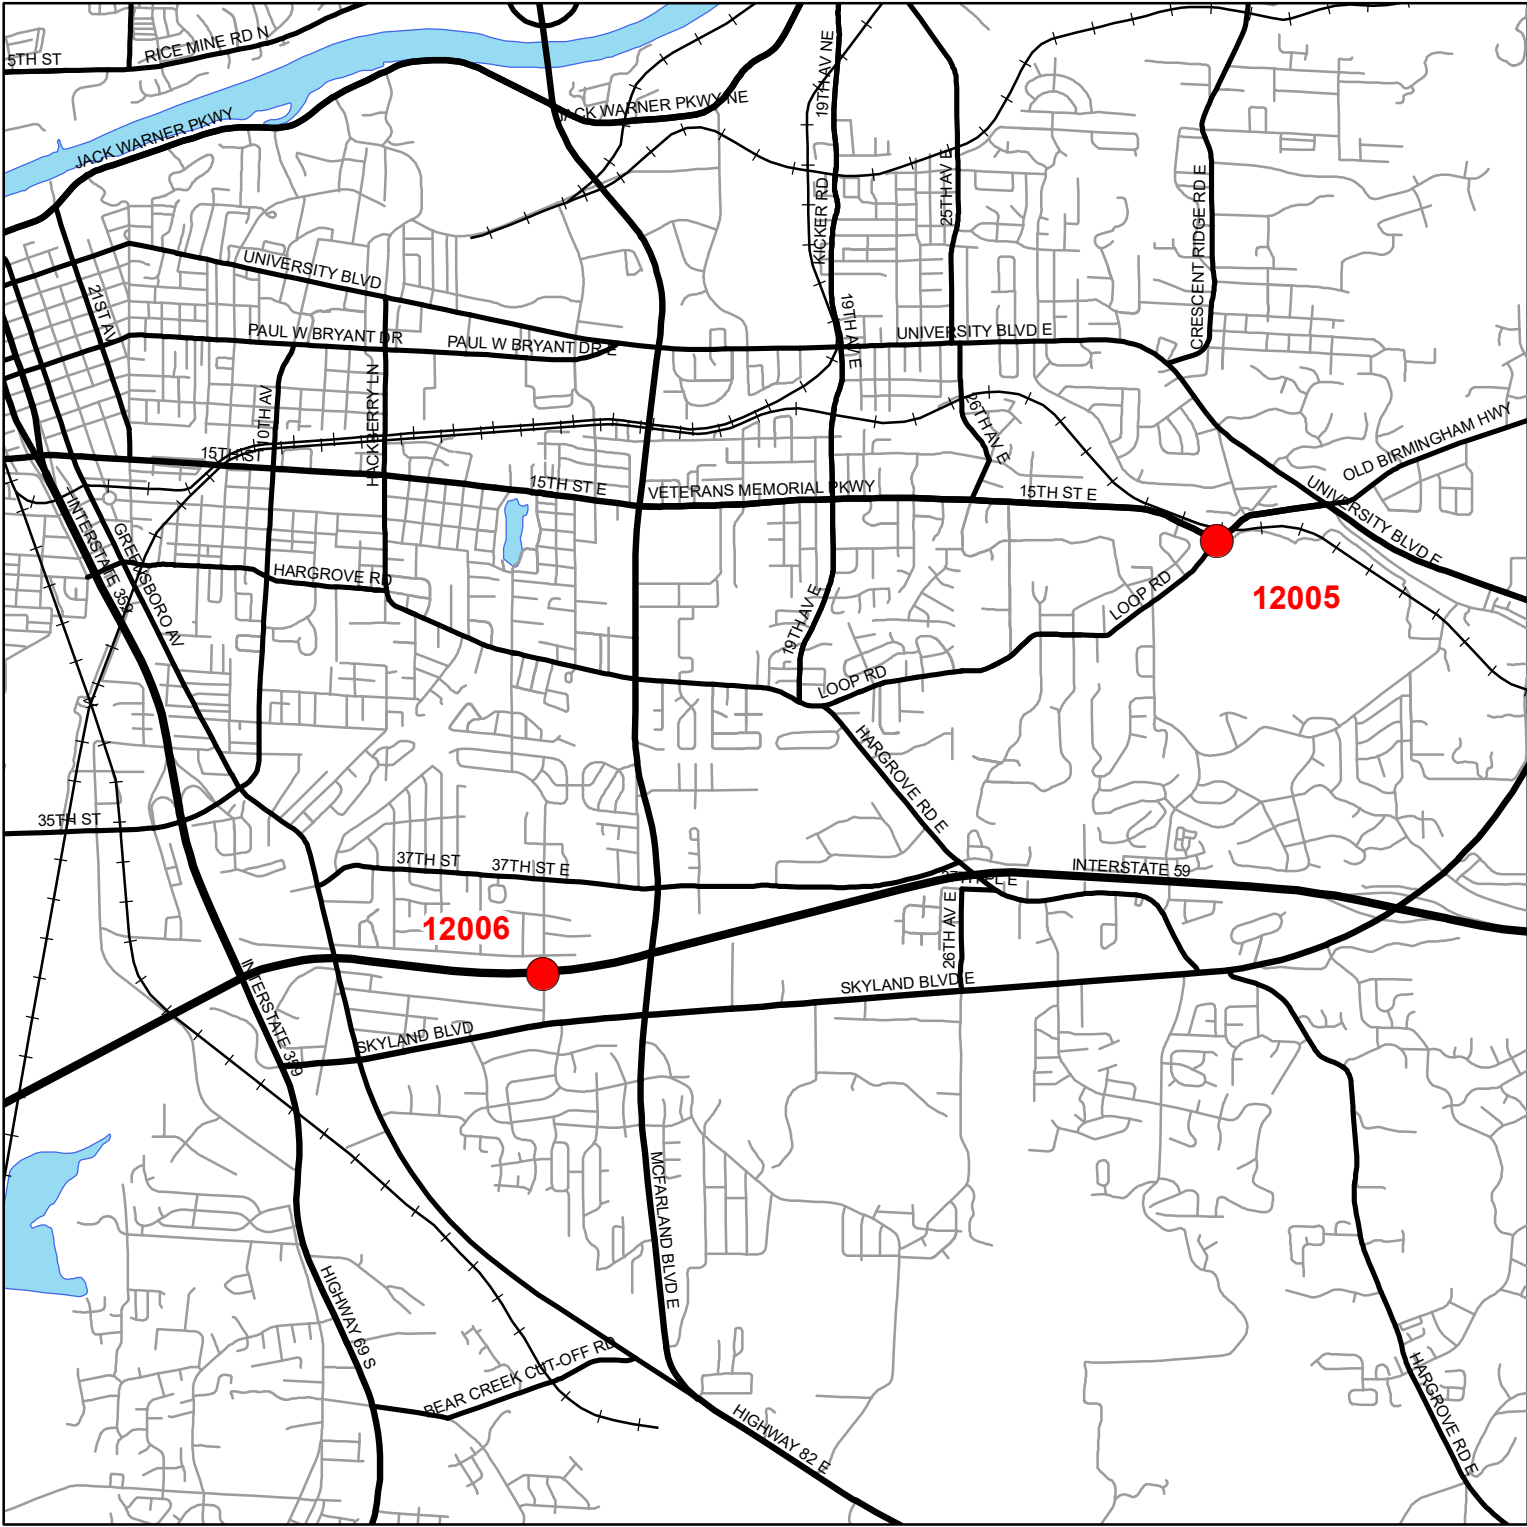 RICE MINE RD N
5TH ST
JACK WARNER PKWY
JACK WARNER PKWY NE
19TH AV NE
KICKER RD
25TH AV E
CRESCENT RIDGE RD E
UNIVERSITY BLVD
21ST AV
PAUL W BRYANT DR
PAUL W BRYANT DR E
19TH AV E
UNIVERSITY BLVD E
HACKBERRY LN
10TH AV
26TH AV E
OLD BIRMINGHAM HWY
15TH ST
15TH ST E
VETERANS MEMORIAL PKWY
15TH ST E
UNIVERSITY BLVD E
INTERSTATE 359
GREENSBORO AV
HARGROVE RD
19TH AV E
LOOP RD
12005
LOOP RD
HARGROVE RD E
35TH ST
37TH ST
37TH ST E
INTERSTATE 59
37TH PL E
12006
26TH AV E
INTERSTATE 359
SKYLAND BLVD E
SKYLAND BLVD
MCFARLAND BLVD E
HIGHWAY 69 S
BEAR CREEK CUT-OFF RD
HIGHWAY 82 E
HARGROVE RD E